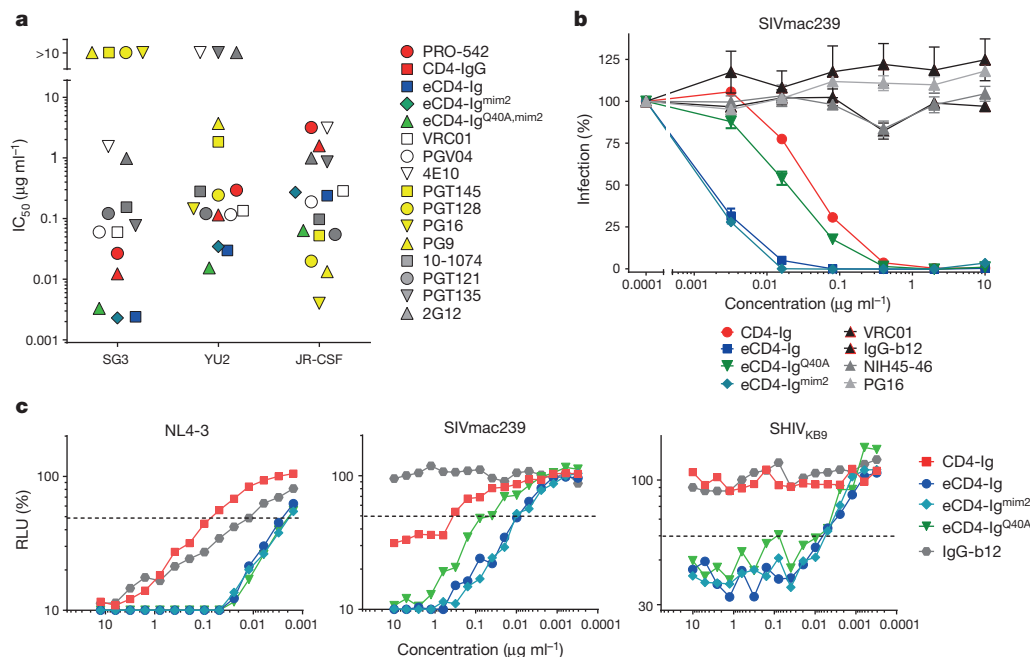 a
IC50 (µg ml−1)
>10
10
1
0.1
0.01
0.001
SG3 YU2 JR-CSF
PRO-542
CD4-IgG
eCD4-Ig
eCD4-Igmim2
eCD4-IgQ40A,mim2
VRC01
PGV04
4E10
PGT145
PGT128
PG16
PG9
10-1074
PGT121
PGT135
2G12
b
SIVmac239
Infection (%)
125
100
75
50
25
0
0.0001 0.01 0.1 1 10
Concentration (µg ml−1)
CD4-Ig
eCD4-Ig
eCD4-IgQ40A
eCD4-Igmim2
VRC01
IgG-b12
NIH45-46
PG16
c
NL4-3
RLU (%)
100
10
10 1 0.1 0.01 0.001
SIVmac239
100
10
10 1 0.1 0.01 0.001 0.0001
SHIVKB9
100
30
10 1 0.1 0.01 0.001 0.0001
Concentration (µg ml−1)
CD4-Ig
eCD4-Ig
eCD4-Igmim2
eCD4-IgQ40A
IgG-b12